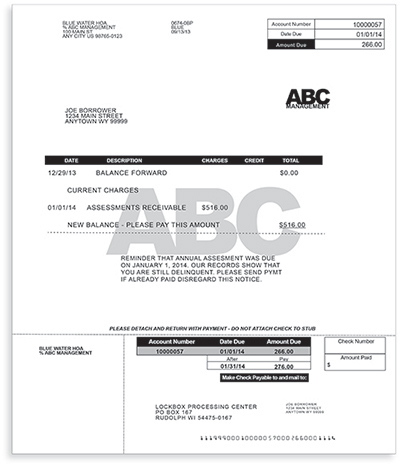 BLUE WATER HOA
% ABC MANAGEMENT
100 MAIN ST
ANY CITY US 90765-0123
0674-0SP
BLUE
09/13/13
Account Number 10000057
Date Due 01/01/14
Amount Due 266.00
ABC
MANAGEMENT
JOE BORROWER
1234 MAIN STREET
ANYTOWN WY 99999
DATE DESCRIPTION CHARGES CREDIT TOTAL
12/29/13 BALANCE FORWARD $0.00
CURRENT CHARGES
01/01/14 ASSESSMENTS RECEIVABLE $516.00
NEW BALANCE - PLEASE PAY THIS AMOUNT $516.00
ABC
REMINDER THAT ANNUAL ASSESMENT WAS DUE
ON JANUARY 1, 2014. OUR RECORDS SHOW THAT
YOU ARE STILL DELINQUENT. PLEASE SEND PYMT
IF ALREADY PAID DISREGARD THIS NOTICE.
PLEASE DETACH AND RETURN WITH PAYMENT - DO NOT ATTACH CHECK TO STUB
BLUE WATER HOA
% ABC MANAGEMENT
Account Number Date Due Amount Due
10000057 01/01/14 266.00
After Pay
01/31/14 276.00
Make Check Payable to and mail to:
Check Number
Amount Paid
$
LOCKBOX PROCESSING CENTER
PO BOX 167
RUDOLPH WI 54475-0167
JOE BORROWER
1234 MAIN STREET
ANYTOWN WY 99999